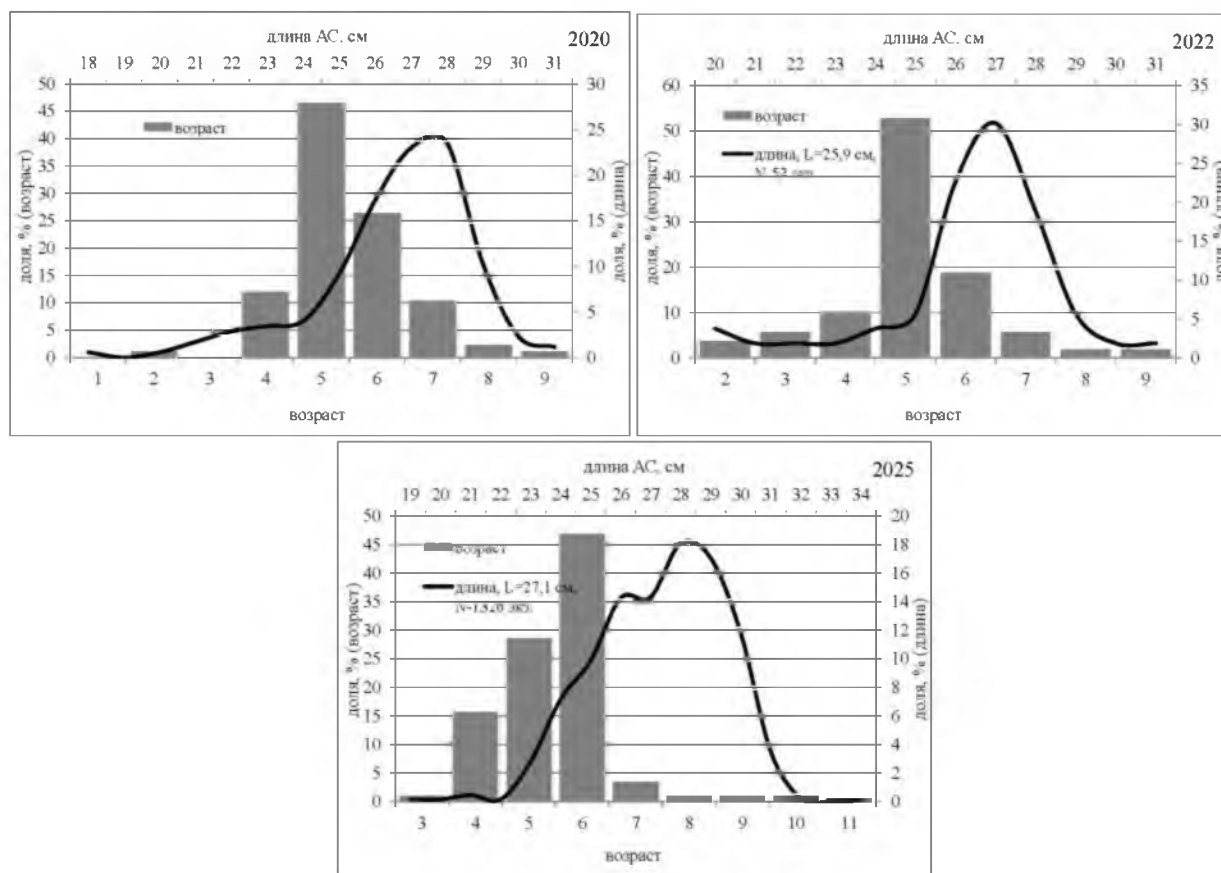 длина АС, см
2020
18 19 20 21 22 23 24 25 26 27 28 29 30 31
50 45 40 35 30 25 20 15 10 5 0
30 25 20 15 10 5 0
доля, % (возраст)
доля, % (длина)
возраст
1 2 3 4 5 6 7 8 9
возраст
длина АС, см
2022
20 21 22 23 24 25 26 27 28 29 30 31
60 50 40 30 20 10 0
35 30 25 20 15 10 5 0
доля, % (возраст)
доля, % (длина)
возраст
длина, L=25,9 см,
2 3 4 5 6 7 8 9
возраст
длина АС, см
2025
19 20 21 22 23 24 25 26 27 28 29 30 31 32 33 34
50 45 40 35 30 25 20 15 10 5 0
20 18 16 14 12 10 8 6 4 2 0
доля, % (возраст)
доля, % (длина)
возраст
длина, L=27,1 см,
3 4 5 6 7 8 9 10 11
возраст